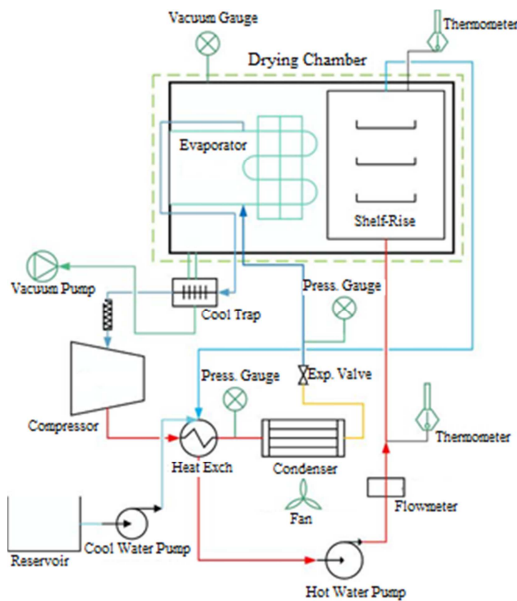 Vacuum Gauge
Thermometer
Drying Chamber
Evaporator
Shelf-Rise
Vacuum Pump
Cool Trap
Press. Gauge
Press. Gauge
Exp. Valve
Compressor
Heat Exch
Condenser
Thermometer
Fan
Flowmeter
Reservoir
Cool Water Pump
Hot Water Pump